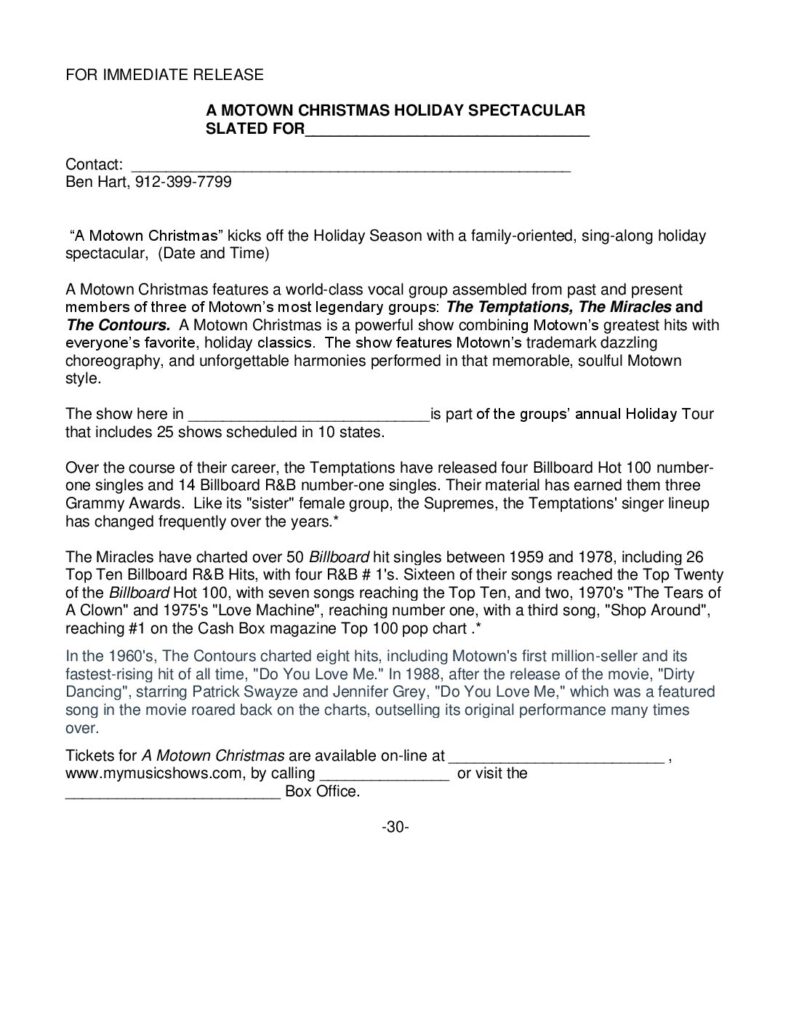 FOR IMMEDIATE RELEASE
A MOTOWN CHRISTMAS HOLIDAY SPECTACULAR
SLATED FOR_________________________________
Contact: ____________________________________________________
Ben Hart, 912-399-7799
“A Motown Christmas” kicks off the Holiday Season with a family-oriented, sing-along holiday
spectacular, (Date and Time)
A Motown Christmas features a world-class vocal group assembled from past and present
members of three of Motown’s most legendary groups: The Temptations, The Miracles and
The Contours. A Motown Christmas is a powerful show combining Motown’s greatest hits with
everyone’s favorite, holiday classics. The show features Motown’s trademark dazzling
choreography, and unforgettable harmonies performed in that memorable, soulful Motown
style.
The show here in ____________________________is part of the groups’ annual Holiday Tour
that includes 25 shows scheduled in 10 states.
Over the course of their career, the Temptations have released four Billboard Hot 100 number-
one singles and 14 Billboard R&B number-one singles. Their material has earned them three
Grammy Awards. Like its "sister" female group, the Supremes, the Temptations' singer lineup
has changed frequently over the years.*
The Miracles have charted over 50 Billboard hit singles between 1959 and 1978, including 26
Top Ten Billboard R&B Hits, with four R&B # 1's. Sixteen of their songs reached the Top Twenty
of the Billboard Hot 100, with seven songs reaching the Top Ten, and two, 1970's "The Tears of
A Clown" and 1975's "Love Machine", reaching number one, with a third song, "Shop Around",
reaching #1 on the Cash Box magazine Top 100 pop chart .*
In the 1960's, The Contours charted eight hits, including Motown's first million-seller and its
fastest-rising hit of all time, "Do You Love Me." In 1988, after the release of the movie, "Dirty
Dancing", starring Patrick Swayze and Jennifer Grey, "Do You Love Me," which was a featured
song in the movie roared back on the charts, outselling its original performance many times
over.
Tickets for A Motown Christmas are available on-line at _________________________ ,
www.mymusicshows.com, by calling _______________ or visit the
_________________________ Box Office.
-30-